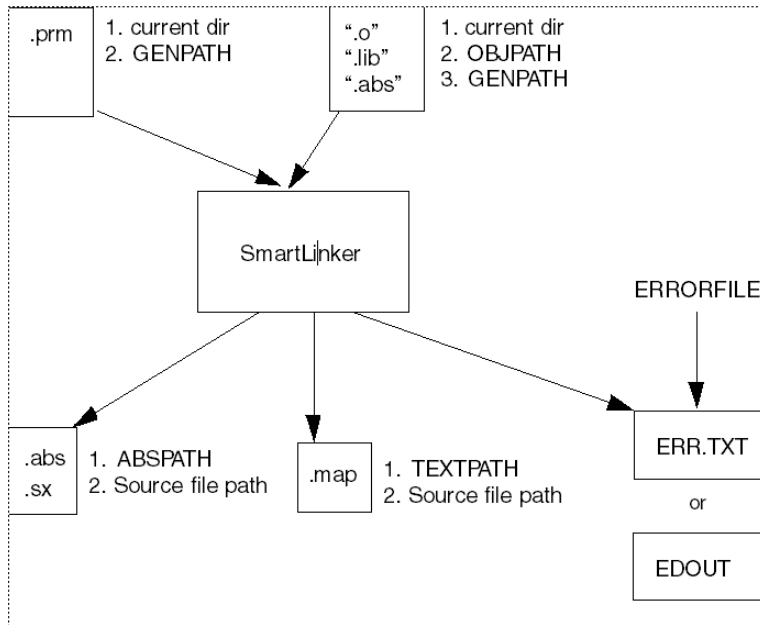 .prm
1. current dir
2. GENPATH
“.o”
“.lib”
“.abs”
1. current dir
2. OBJPATH
3. GENPATH
SmartLinker
ERRORFILE
.abs
.sx
1. ABSPATH
2. Source file path
.map
1. TEXTPATH
2. Source file path
ERR.TXT
or
EDOUT